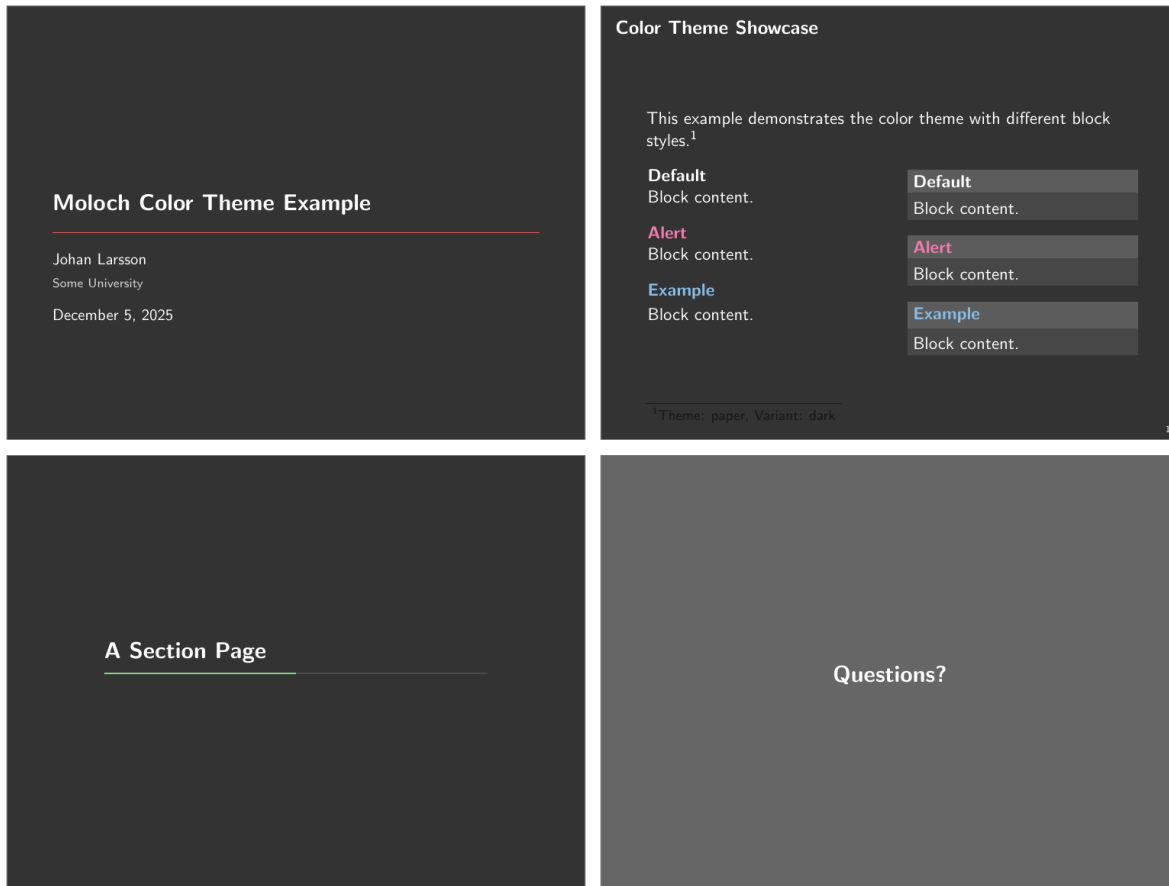 Moloch Color Theme Example
Johan Larsson
Some University
December 5, 2025
Color Theme Showcase
This example demonstrates the color theme with different block
styles.¹
Default
Block content.
Alert
Block content.
Example
Block content.
Default
Block content.
Alert
Block content.
Example
Block content.
¹Theme: paper, Variant: dark
1
A Section Page
Questions?